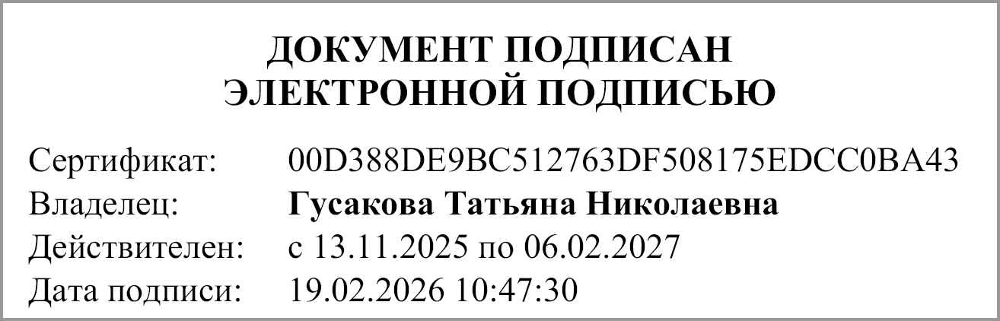 ДОКУМЕНТ ПОДПИСАН
ЭЛЕКТРОННОЙ ПОДПИСЬЮ
Сертификат: 00D388DE9BC512763DF508175EDCC0BA43
Владелец: Гусакова Татьяна Николаевна
Действителен: с 13.11.2025 по 06.02.2027
Дата подписи: 19.02.2026 10:47:30